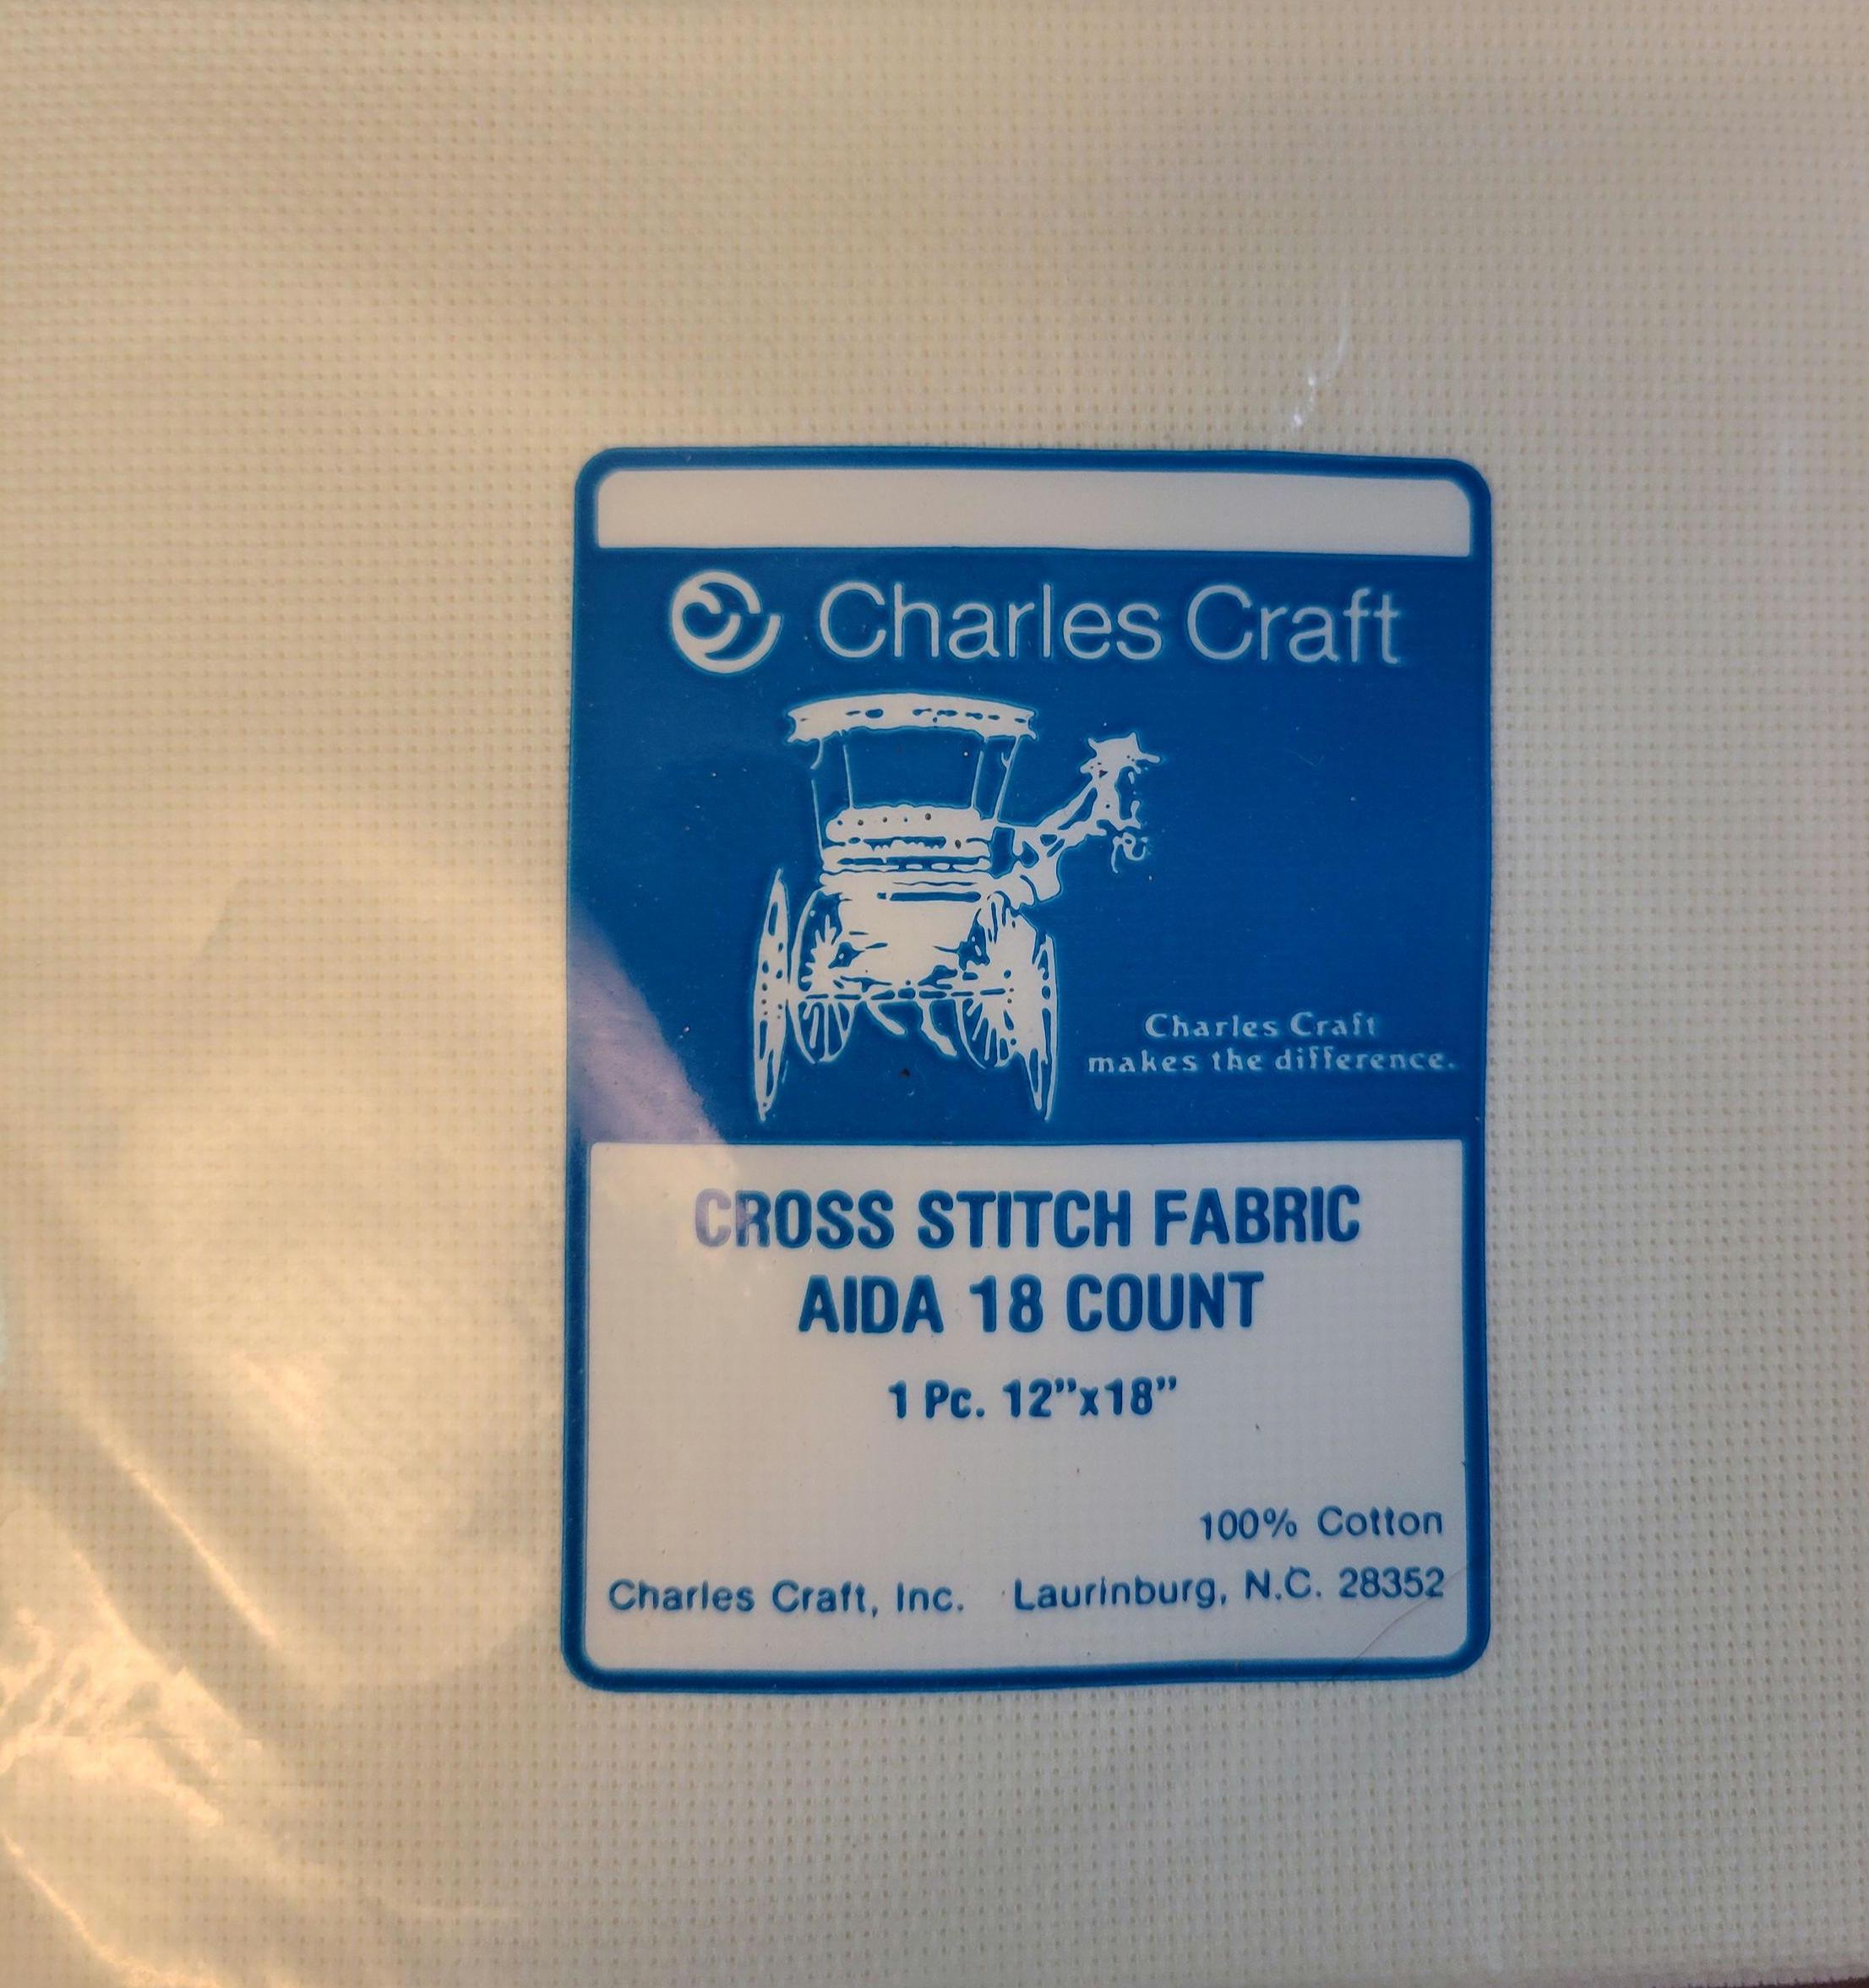 Charles Craft
Charles Craft
makes the difference.
CROSS STITCH FABRIC
AIDA 18 COUNT
1 Pc. 12”x18”
100% Cotton
Charles Craft, Inc. Laurinburg, N.C. 28352